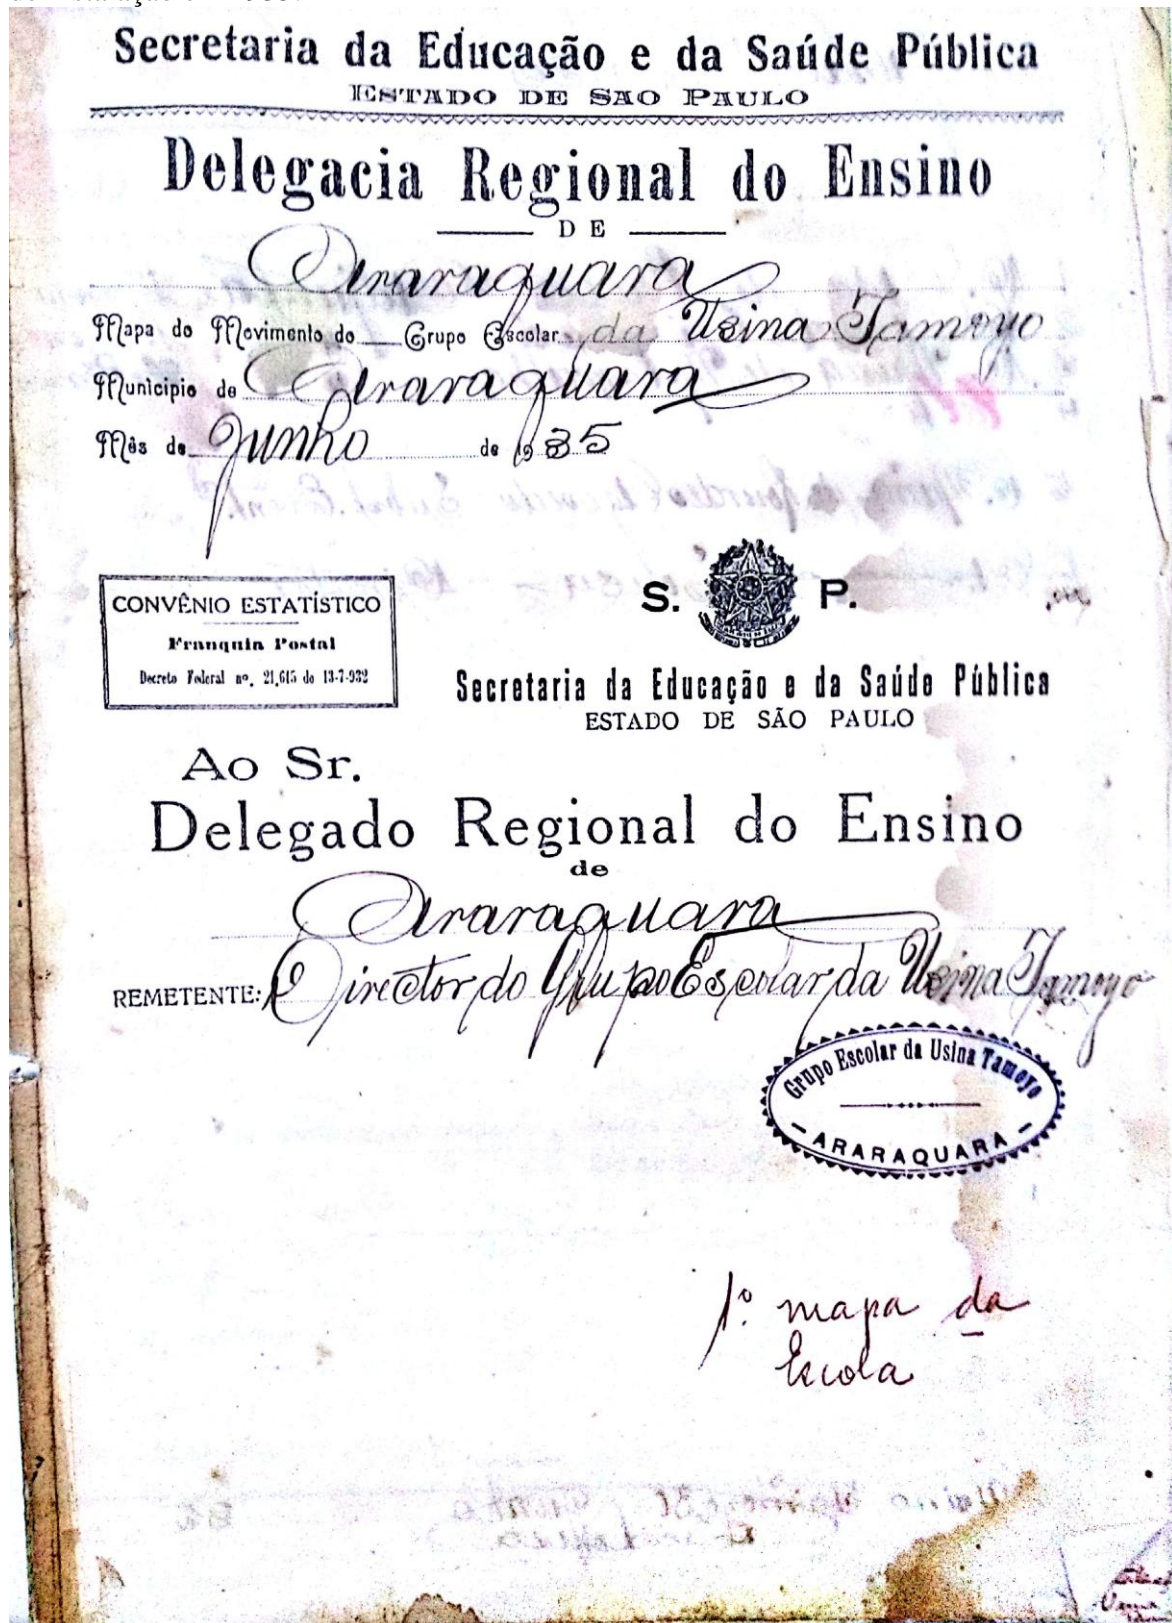 Secretaria da Educação e da Saúde Pública
ESTADO DE SAO PAULO
Delegacia Regional do Ensino
DE
Araraquara
Mapa do Movimento do Grupo Escolar da Usina Tamoyo
Municipio de Araraquara
Mês de Junho de 1935
CONVÊNIO ESTATÍSTICO
Franquia Postal
Decreto Federal nº. 21,615 de 13-7-932
S. P.
Secretaria da Educação e da Saúde Pública
ESTADO DE SÃO PAULO
Ao Sr.
Delegado Regional do Ensino
de
Araraquara
REMETENTE: Director do Grupo Escolar da Usina Tamoyo
Grupo Escolar da Usina Tamoyo
- ARARAQUARA -
1º. mapa da
Escola